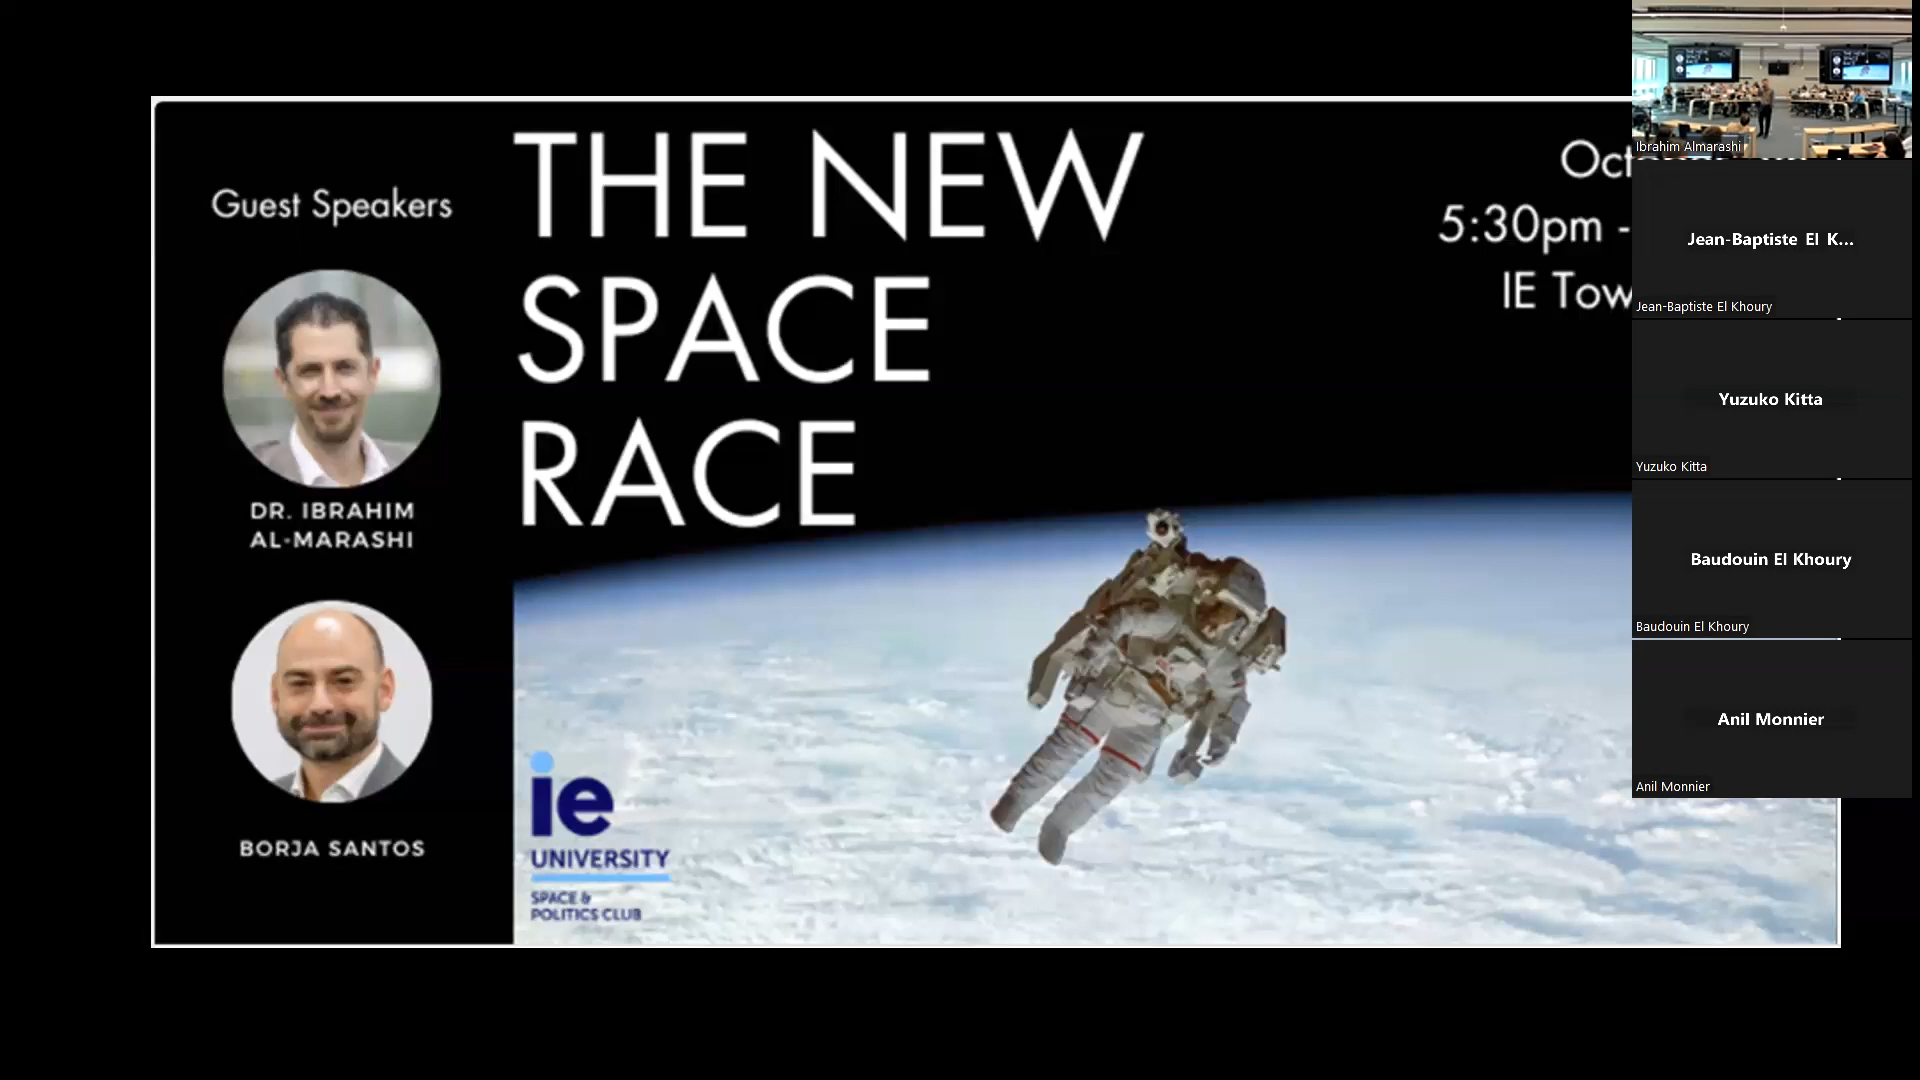 Guest Speakers
DR. IBRAHIM
AL-MARASHI
BORJA SANTOS
THE NEW
SPACE
RACE
5:30pm -
IE
ie
UNIVERSITY
SPACE &
POLITICS CLUB
Ibrahim Almarashi
Jean-Baptiste El K...
Jean-Baptiste El Khoury
Yuzuko Kitta
Yuzuko Kitta
Baudouin El Khoury
Baudouin El Khoury
Anil Monnier
Anil Monnier